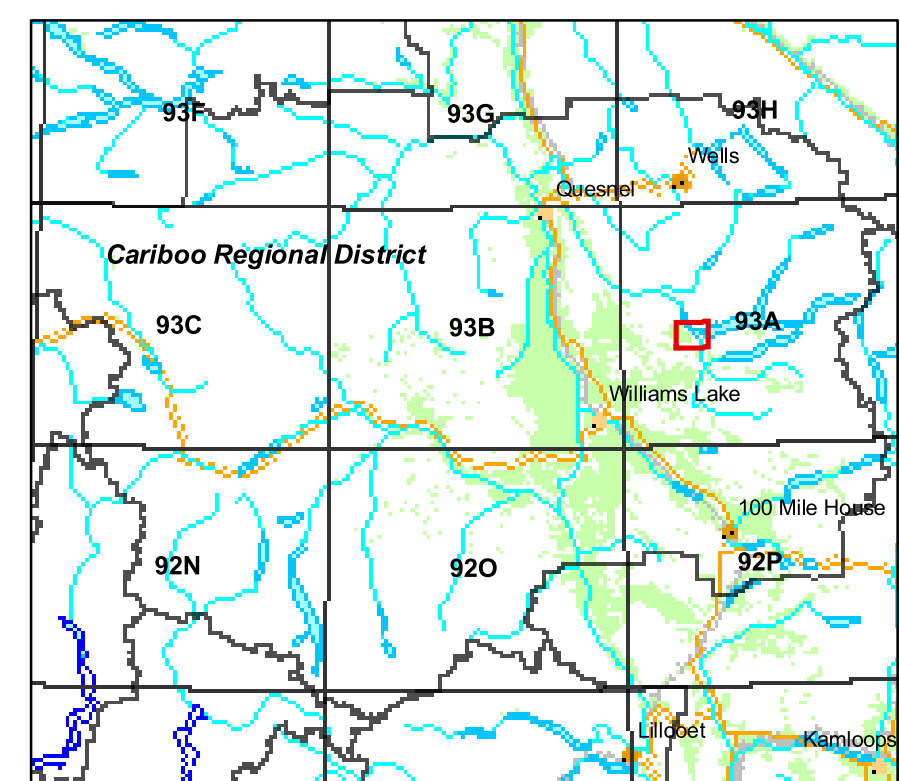 93F
93G
93H
Wells
Quesnel
Cariboo Regional District
93C
93B
93A
Williams Lake
100 Mile House
92N
92O
92P
Lillooet
Kamloops